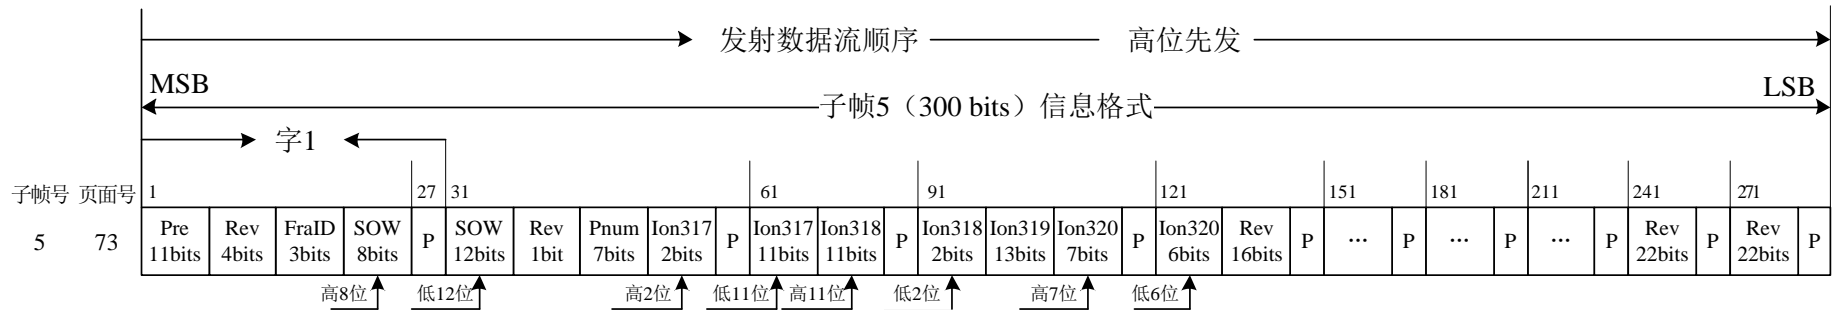 发射数据流顺序 高位先发
MSB LSB
子帧5（300 bits）信息格式
字1
子帧号 页面号 1 27 31 61 91 121 151 181 211 241 271
5 73 Pre 11bits Rev 4bits FraID 3bits SOW 8bits P SOW 12bits Rev 1bit Pnum 7bits Ion317 2bits P Ion317 11bits Ion318 11bits P Ion318 2bits Ion319 13bits Ion320 7bits P Ion320 6bits Rev 16bits P ... P ... P ... P Rev 22bits P Rev 22bits P
高8位 低12位 高2位 低11位 高11位 低2位 高7位 低6位